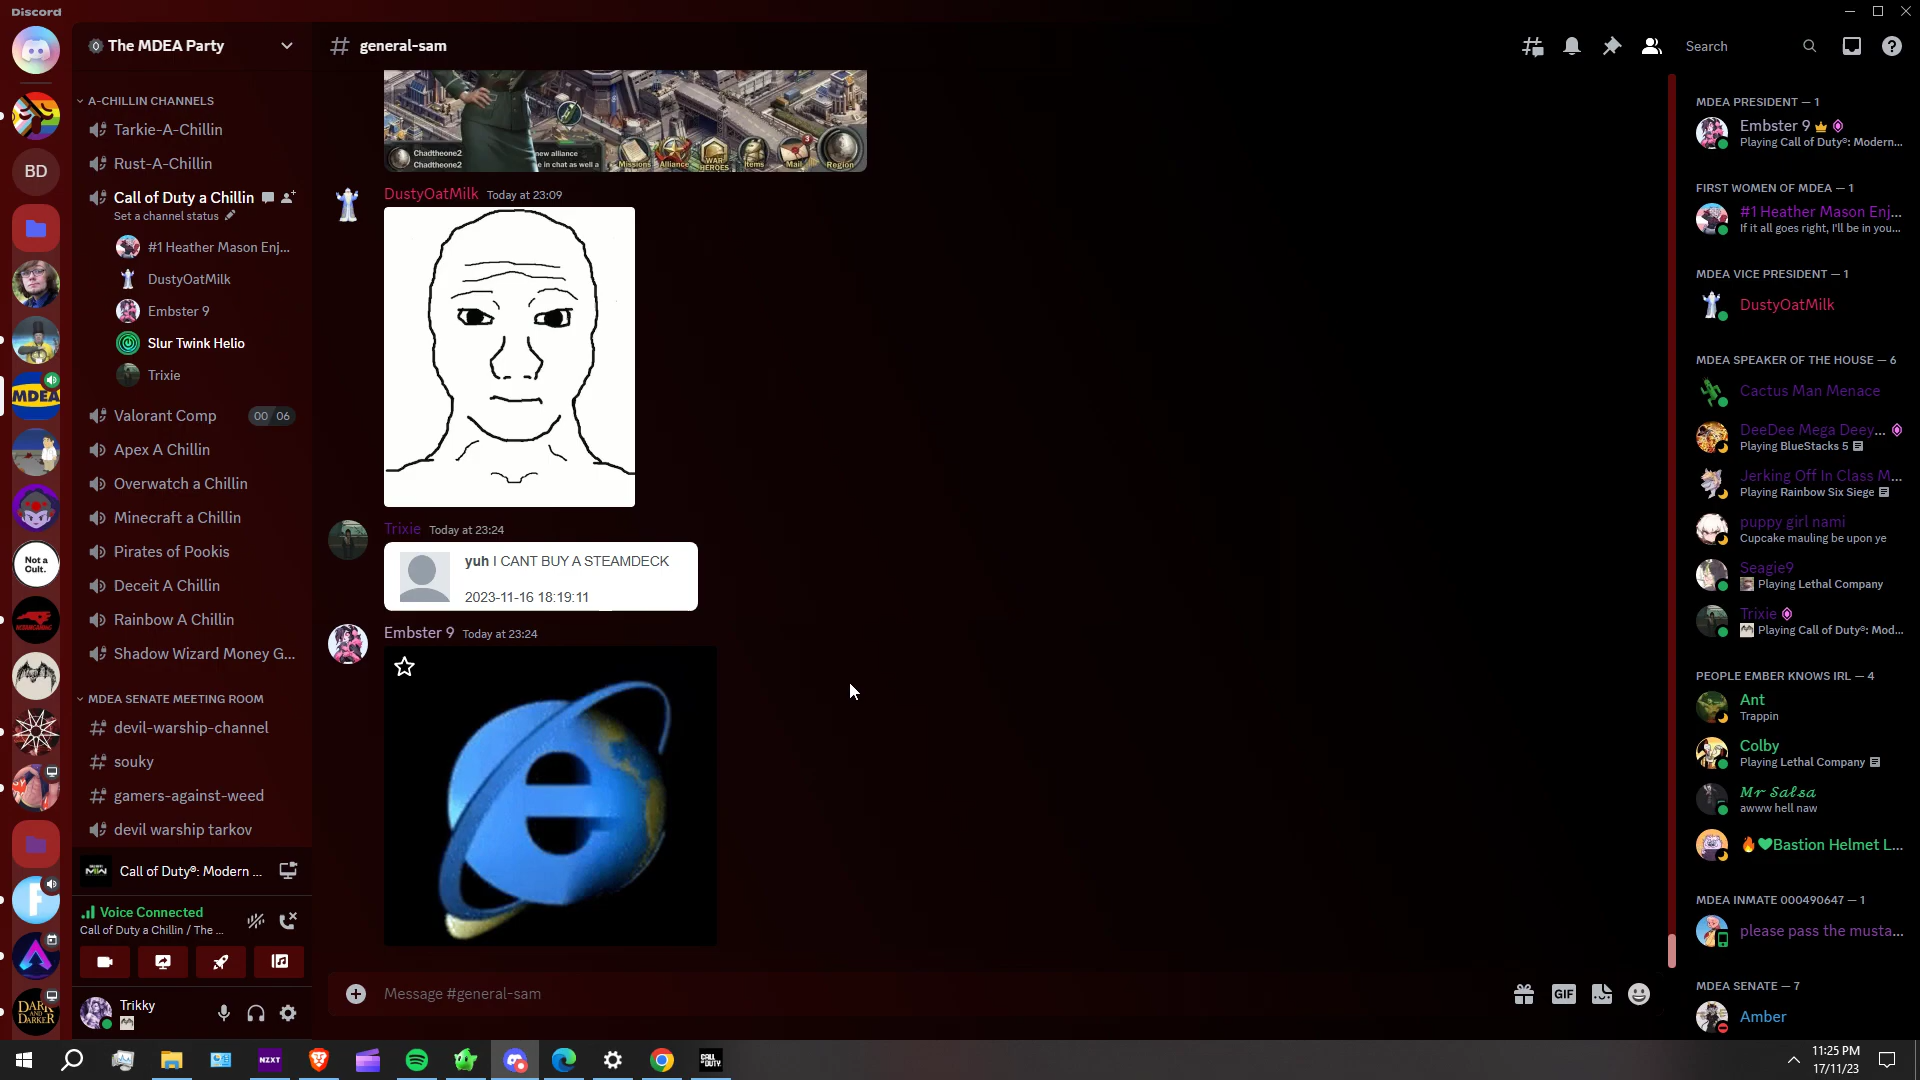 Discord
The MDEA Party
general-sam
Search
A-CHILLIN CHANNELS
Tarkie-A-Chillin
Rust-A-Chillin
Call of Duty a Chillin
Set a channel status
#1 Heather Mason Enj...
DustyOatMilk
Embster 9
Slur Twink Helio
Trixie
Valorant Comp
00 06
Apex A Chillin
Overwatch a Chillin
Minecraft a Chillin
Pirates of Pookis
Deceit A Chillin
Rainbow A Chillin
Shadow Wizard Money G...
MDEA SENATE MEETING ROOM
devil-warship-channel
souky
gamers-against-weed
devil warship tarkov
Call of Duty®: Modern ...
Voice Connected
Call of Duty a Chillin / The ...
Trikky
BD
MDEA
Not a
Cult.
DARK
AND
DARKER
Chadtheone2
Chadtheone2
new alliance
e in chat as well a
Missions
Alliance
WAR
HEROES
Items
Mail
3
Region
DustyOatMilk Today at 23:09
Trixie Today at 23:24
yuh I CANT BUY A STEAMDECK
2023-11-16 18:19:11
Embster 9 Today at 23:24
Message #general-sam
GIF
MDEA PRESIDENT — 1
Embster 9
Playing Call of Duty®: Modern...
FIRST WOMEN OF MDEA — 1
#1 Heather Mason Enj...
If it all goes right, I'll be in you...
MDEA VICE PRESIDENT — 1
DustyOatMilk
MDEA SPEAKER OF THE HOUSE — 6
Cactus Man Menace
DeeDee Mega Deey...
Playing BlueStacks 5
Jerking Off In Class M...
Playing Rainbow Six Siege
puppy girl nami
Cupcake mauling be upon ye
Seagie9
Playing Lethal Company
Trixie
Playing Call of Duty®: Mod...
PEOPLE EMBER KNOWS IRL — 4
Ant
Trappin
Colby
Playing Lethal Company
𝓜𝓻 𝓢𝓪𝓵𝓼𝓪
awww hell naw
🔥💚Bastion Helmet L...
MDEA INMATE 000490647 — 1
please pass the musta...
MDEA SENATE — 7
Amber
NZXT
CALL
OF DUTY
11:25 PM
17/11/23